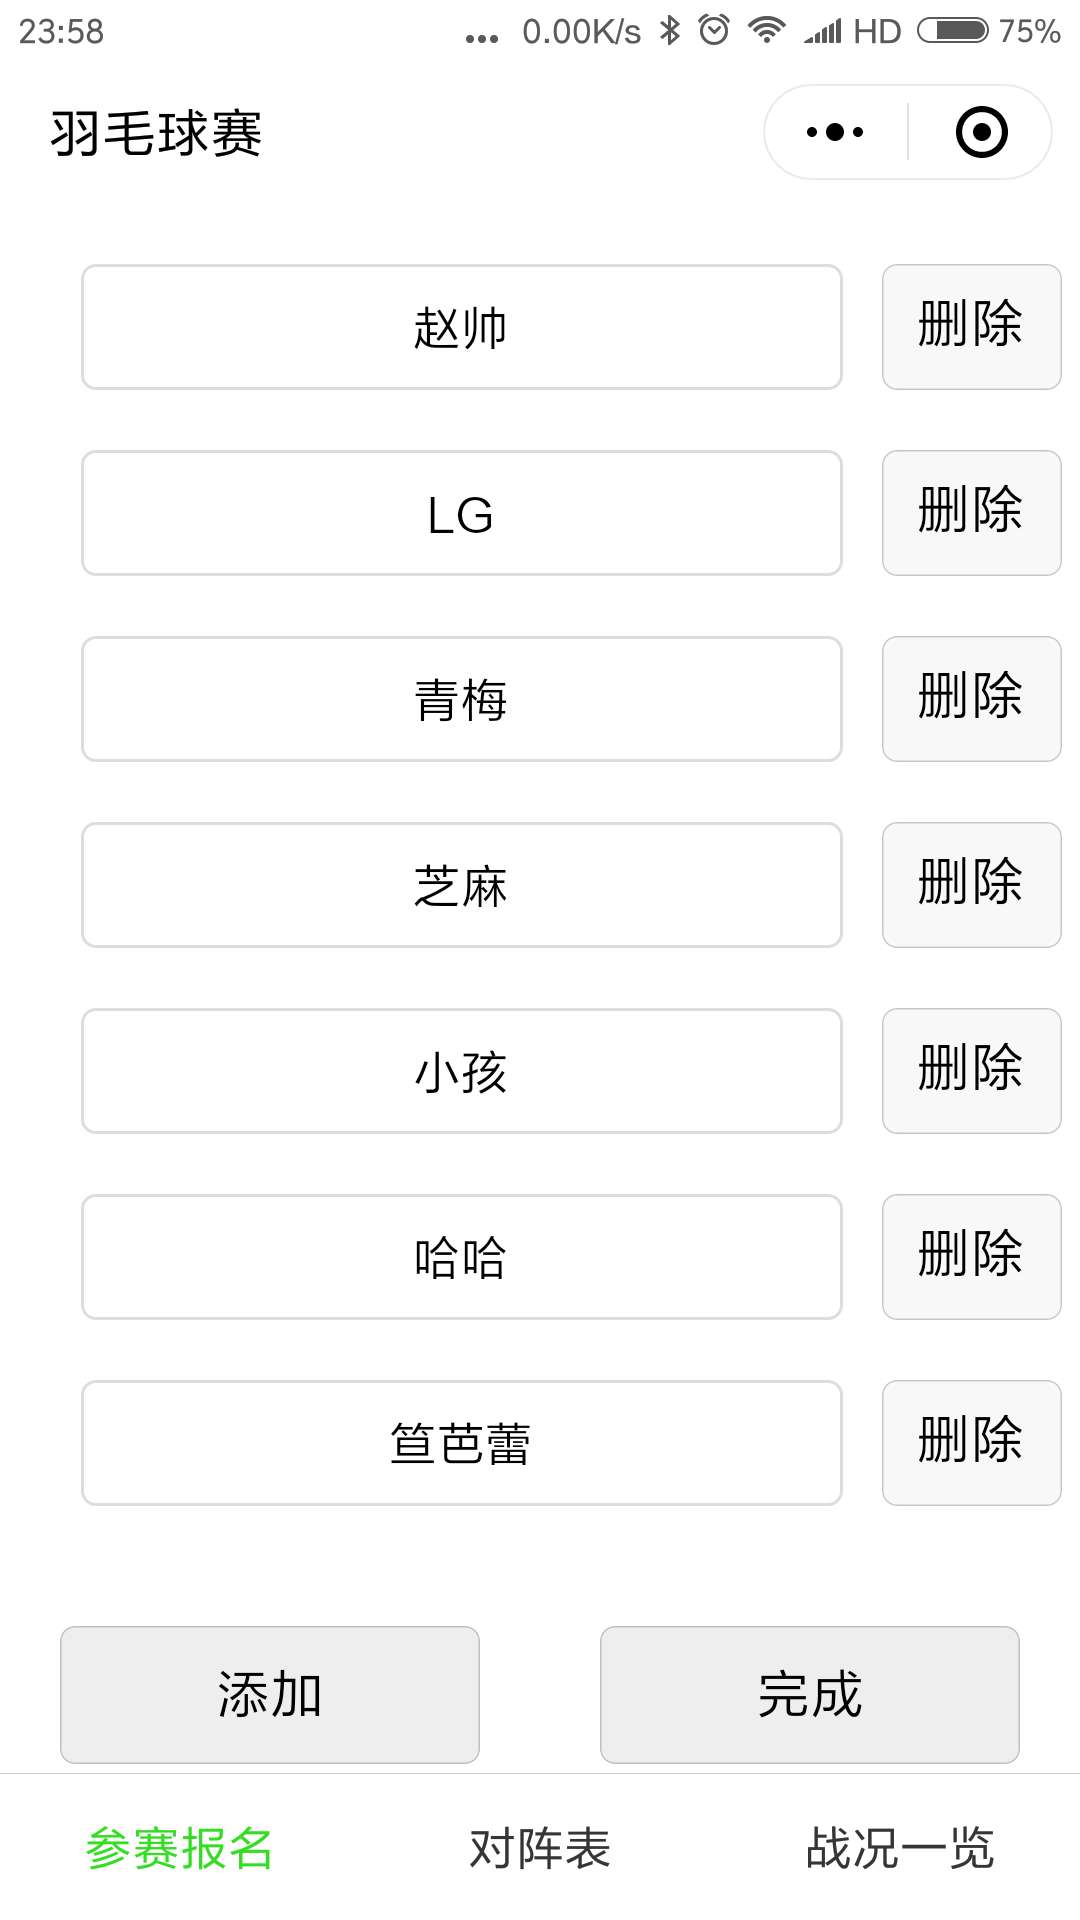 23:58 ... 0.00K/s HD 75%
羽毛球赛
赵帅 删除
LG 删除
青梅 删除
芝麻 删除
小孩 删除
哈哈 删除
笪芭蕾 删除
添加 完成
参赛报名 对阵表 战况一览